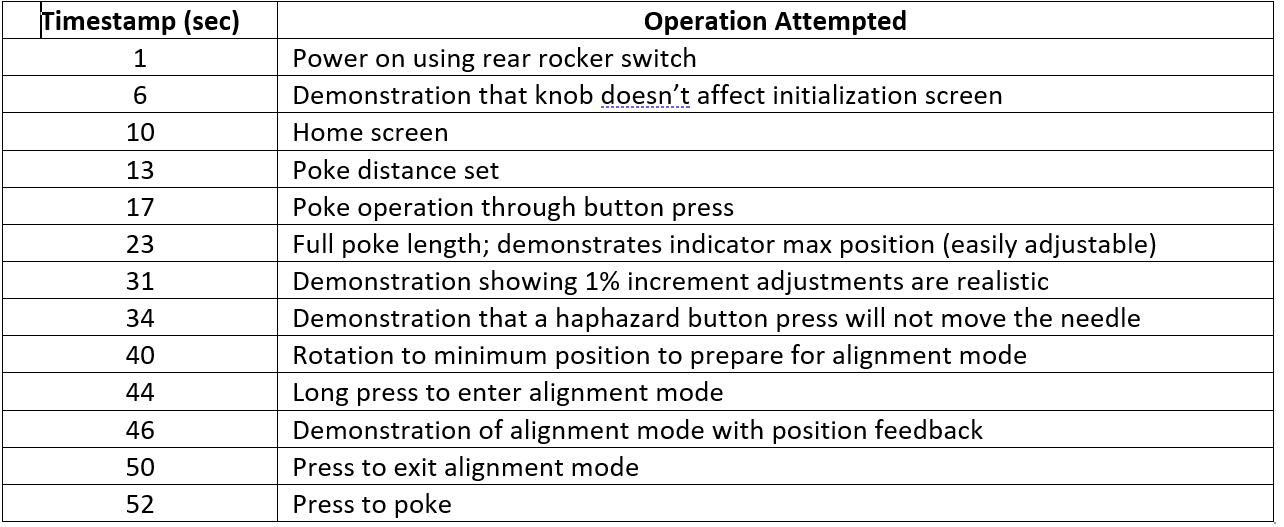 Timestamp (sec) Operation Attempted
1 Power on using rear rocker switch
6 Demonstration that knob doesn’t affect initialization screen
10 Home screen
13 Poke distance set
17 Poke operation through button press
23 Full poke length; demonstrates indicator max position (easily adjustable)
31 Demonstration showing 1% increment adjustments are realistic
34 Demonstration that a haphazard button press will not move the needle
40 Rotation to minimum position to prepare for alignment mode
44 Long press to enter alignment mode
46 Demonstration of alignment mode with position feedback
50 Press to exit alignment mode
52 Press to poke